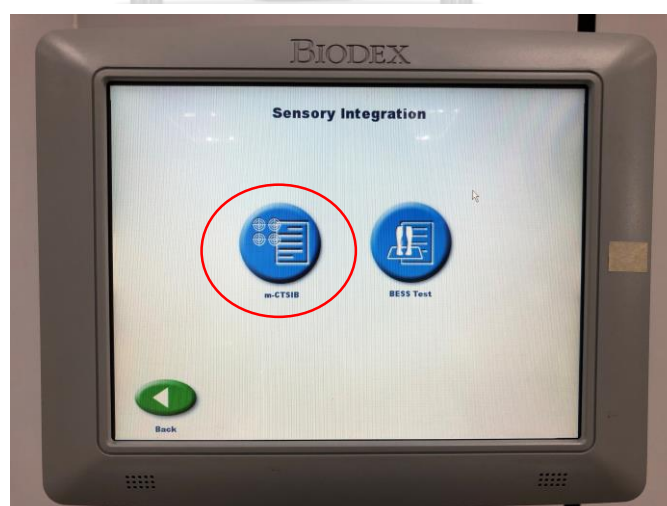 BIODEX
Sensory Integration
m-CTSIB
BESS Test
Back